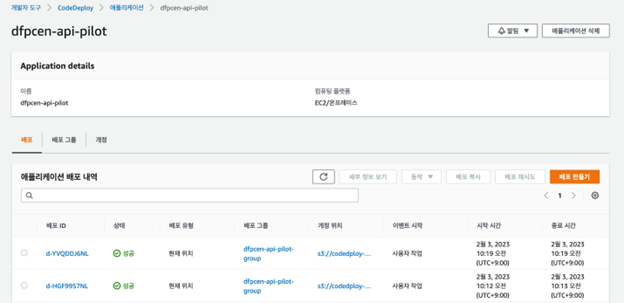 개발자 도구 > CodeDeploy > 애플리케이션 > dfpcen-api-pilot
dfpcen-api-pilot
알림 ▼
애플리케이션 삭제
Application details
이름
dfpcen-api-pilot
컴퓨팅 플랫폼
EC2/온프레미스
배포
배포 그룹
개정
애플리케이션 배포 내역
세부 정보 보기
동작 ▼
배포 복사
배포 재시도
배포 만들기
< 1 >
배포 ID
상태
배포 유형
배포 그룹
개정 위치
이벤트 시작
시작 시간
종료 시간
d-YVQDDJ6NL
성공
현재 위치
dfpcen-api-pilot-
group
s3://codedeploy-...
사용자 작업
2월 3, 2023
10:19 오전
(UTC+9:00)
2월 3, 2023
10:19 오전
(UTC+9:00)
d-HGF9957NL
성공
현재 위치
dfpcen-api-pilot-
group
s3://codedeploy-...
사용자 작업
2월 3, 2023
10:12 오전
(UTC+9:00)
2월 3, 2023
10:13 오전
(UTC+9:00)